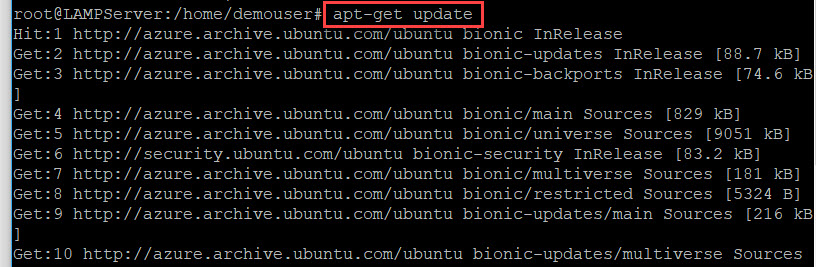 root@LAMPServer:/home/demouser# apt-get update
Hit:1 http://azure.archive.ubuntu.com/ubuntu bionic InRelease
Get:2 http://azure.archive.ubuntu.com/ubuntu bionic-updates InRelease [88.7 kB]
Get:3 http://azure.archive.ubuntu.com/ubuntu bionic-backports InRelease [74.6 kB
]
Get:4 http://azure.archive.ubuntu.com/ubuntu bionic/main Sources [829 kB]
Get:5 http://azure.archive.ubuntu.com/ubuntu bionic/universe Sources [9051 kB]
Get:6 http://security.ubuntu.com/ubuntu bionic-security InRelease [83.2 kB]
Get:7 http://azure.archive.ubuntu.com/ubuntu bionic/multiverse Sources [181 kB]
Get:8 http://azure.archive.ubuntu.com/ubuntu bionic/restricted Sources [5324 B]
Get:9 http://azure.archive.ubuntu.com/ubuntu bionic-updates/main Sources [216 kB
]
Get:10 http://azure.archive.ubuntu.com/ubuntu bionic-updates/multiverse Sources